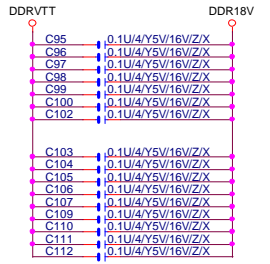 DDRVTT DDR18V
C95 0.1U/4/Y5V/16V/Z/X
C96 0.1U/4/Y5V/16V/Z/X
C97 0.1U/4/Y5V/16V/Z/X
C98 0.1U/4/Y5V/16V/Z/X
C99 0.1U/4/Y5V/16V/Z/X
C100 0.1U/4/Y5V/16V/Z/X
C102 0.1U/4/Y5V/16V/Z/X
C103 0.1U/4/Y5V/16V/Z/X
C104 0.1U/4/Y5V/16V/Z/X
C105 0.1U/4/Y5V/16V/Z/X
C106 0.1U/4/Y5V/16V/Z/X
C107 0.1U/4/Y5V/16V/Z/X
C109 0.1U/4/Y5V/16V/Z/X
C110 0.1U/4/Y5V/16V/Z/X
C111 0.1U/4/Y5V/16V/Z/X
C112 0.1U/4/Y5V/16V/Z/X